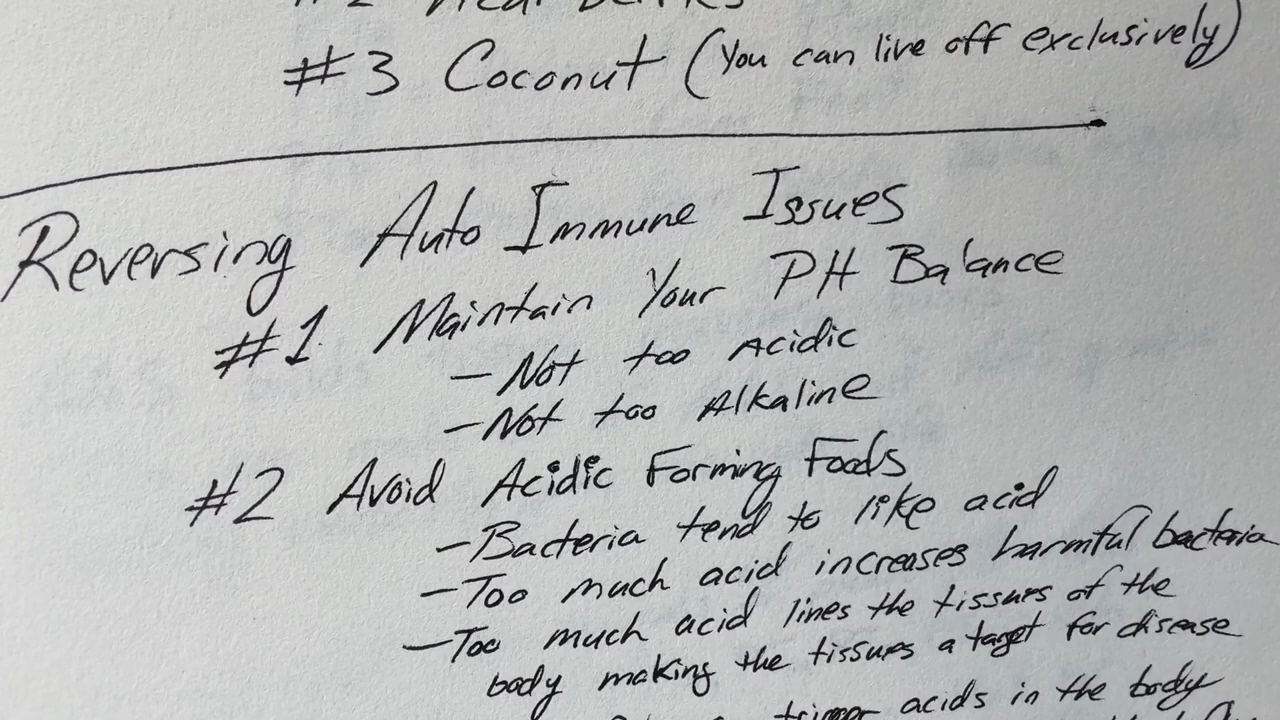 #3 Coconut (You can live off exclusively)
Reversing Auto Immune Issues
#1 Maintain Your PH Balance
- Not too Acidic
- Not too Alkaline
#2 Avoid Acidic Forming Foods
- Bacteria tend to like acid
- Too much acid increases harmful bacteria
- Too much acid lines the tissues of the
body making the tissues a target for disease
trigger acids in the body